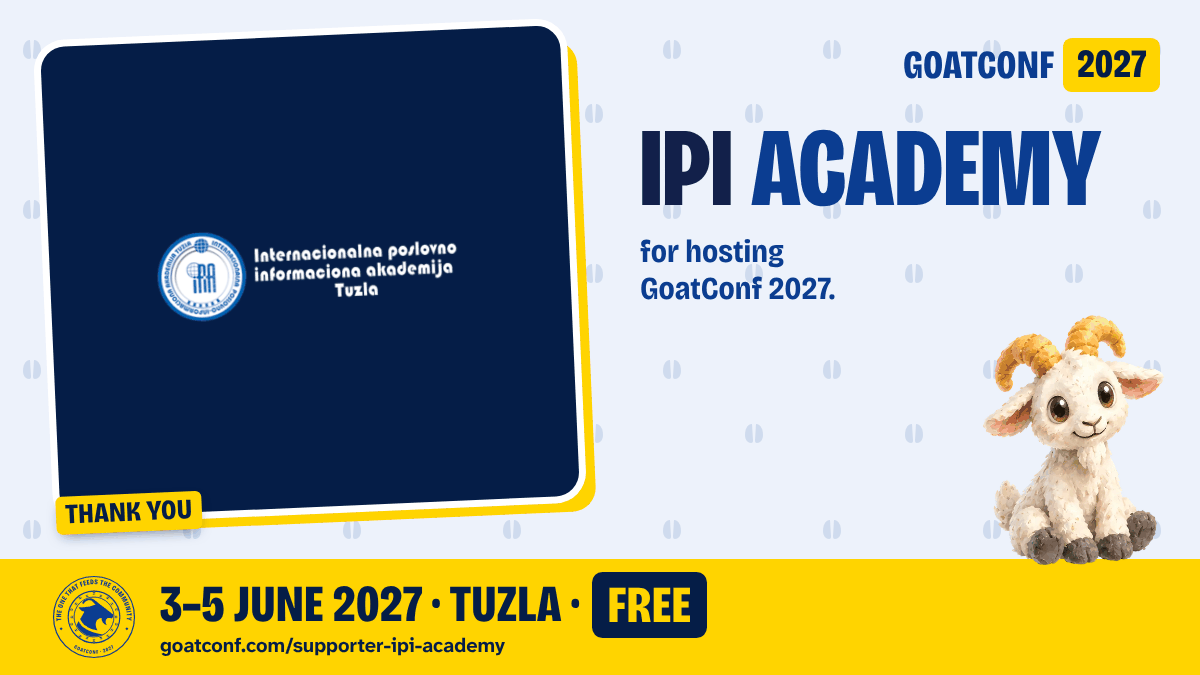 GOATCONF 2027
IPI ACADEMY
for hosting
GoatConf 2027.
Internacionalna poslovno
informaciona akademija
Tuzla
THANK YOU
THE ONE THAT FEEDS THE COMMUNITY
GOATCONF · 2027
3–5 JUNE 2027 · TUZLA · FREE
goatconf.com/supporter-ipi-academy